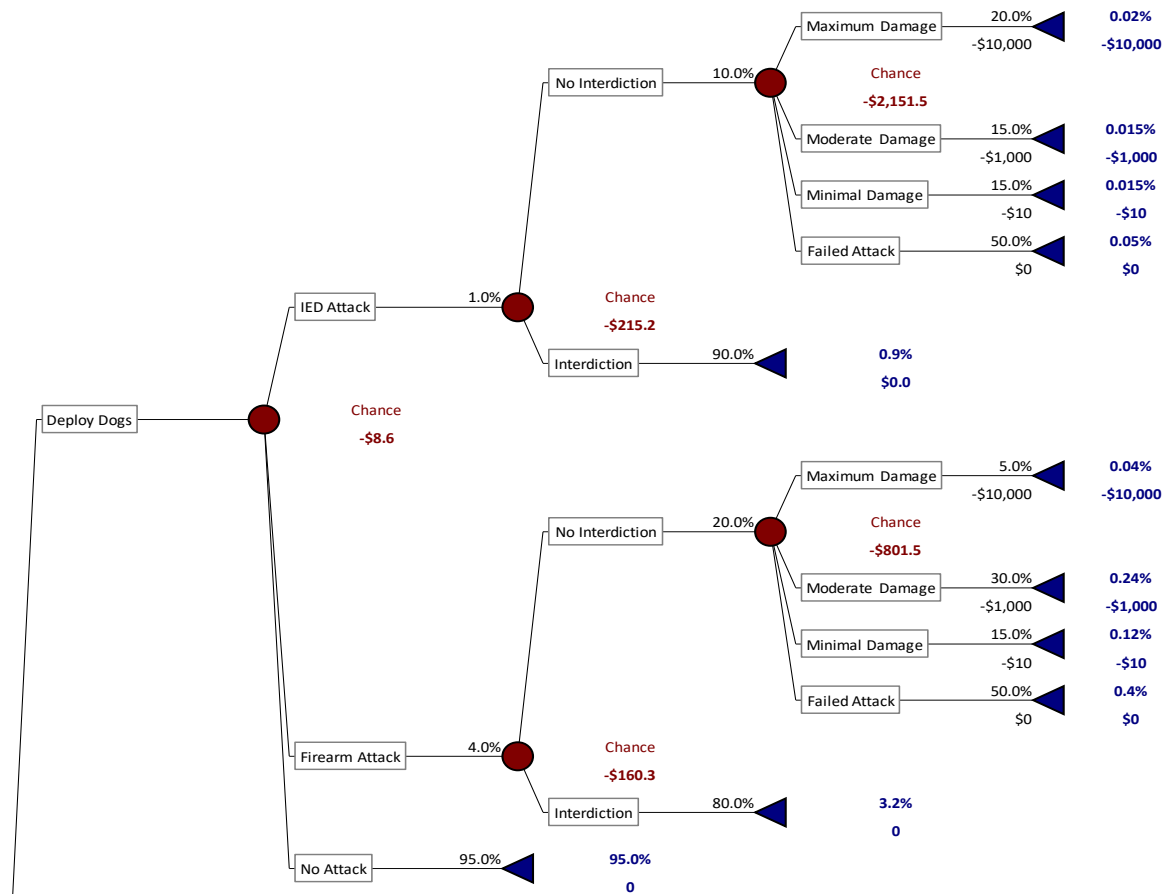 Maximum Damage 20.0% 0.02%
-$10,000 -$10,000
No Interdiction 10.0% Chance
-$2,151.5
Moderate Damage 15.0% 0.015%
-$1,000 -$1,000
Minimal Damage 15.0% 0.015%
-$10 -$10
Failed Attack 50.0% 0.05%
$0 $0
IED Attack 1.0% Chance
-$215.2
Interdiction 90.0% 0.9%
$0.0
Deploy Dogs Chance
-$8.6
Maximum Damage 5.0% 0.04%
-$10,000 -$10,000
No Interdiction 20.0% Chance
-$801.5
Moderate Damage 30.0% 0.24%
-$1,000 -$1,000
Minimal Damage 15.0% 0.12%
-$10 -$10
Failed Attack 50.0% 0.4%
$0 $0
Firearm Attack 4.0% Chance
-$160.3
Interdiction 80.0% 3.2%
0
No Attack 95.0% 95.0%
0